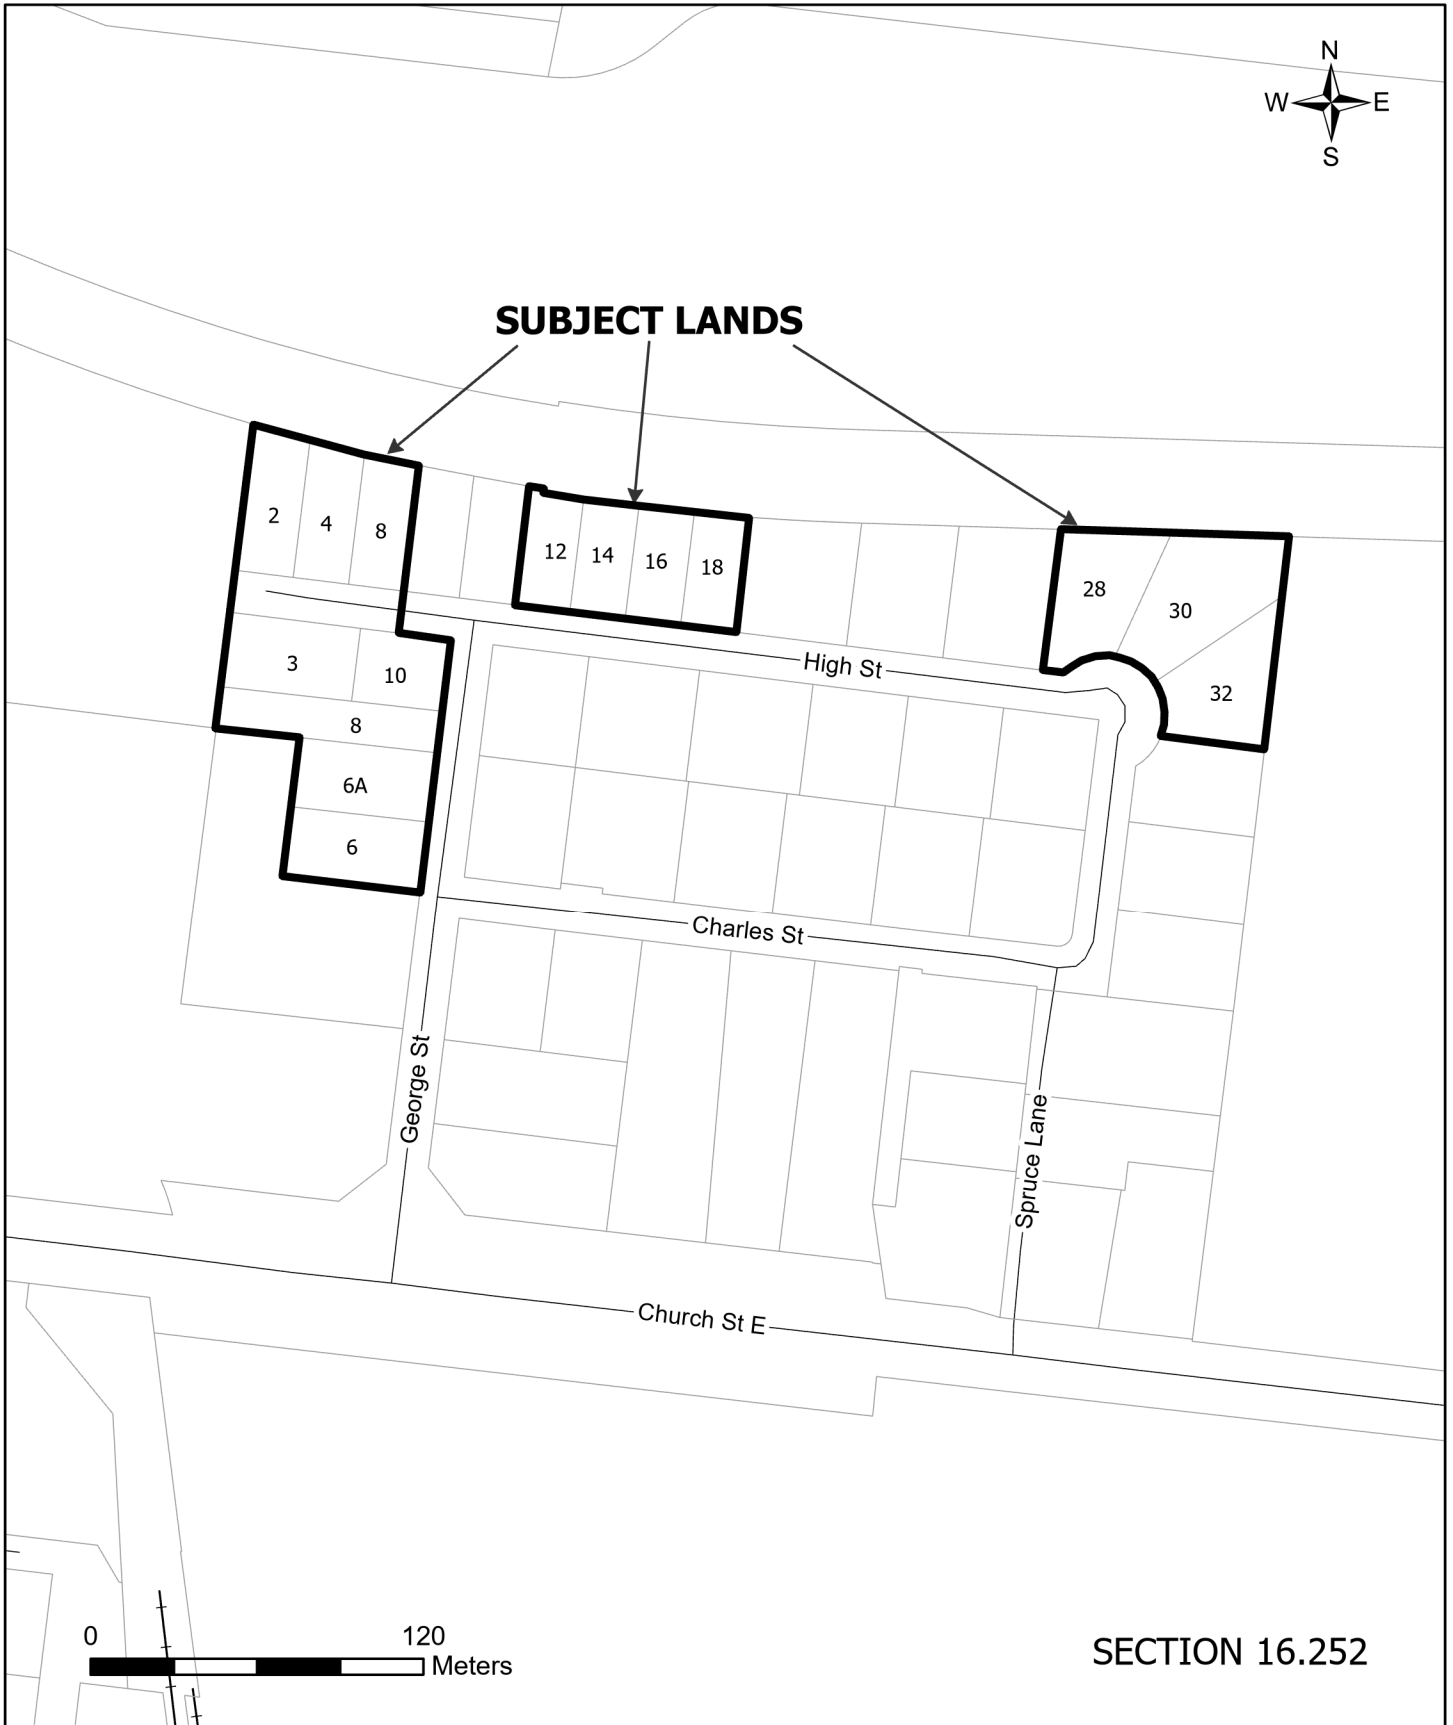 N
W E
S
SUBJECT LANDS
2 4 8
12 14 16 18
28 30 32
3 10
8
6A
6
High St
Charles St
George St
Spruce Lane
Church St E
0 120
Meters
SECTION 16.252